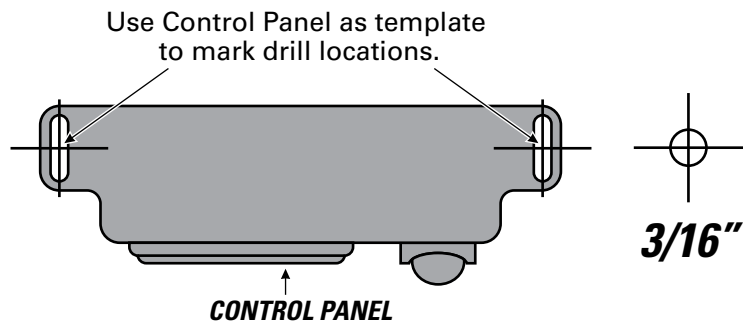 Use Control Panel as template
to mark drill locations.
3/16"
CONTROL PANEL